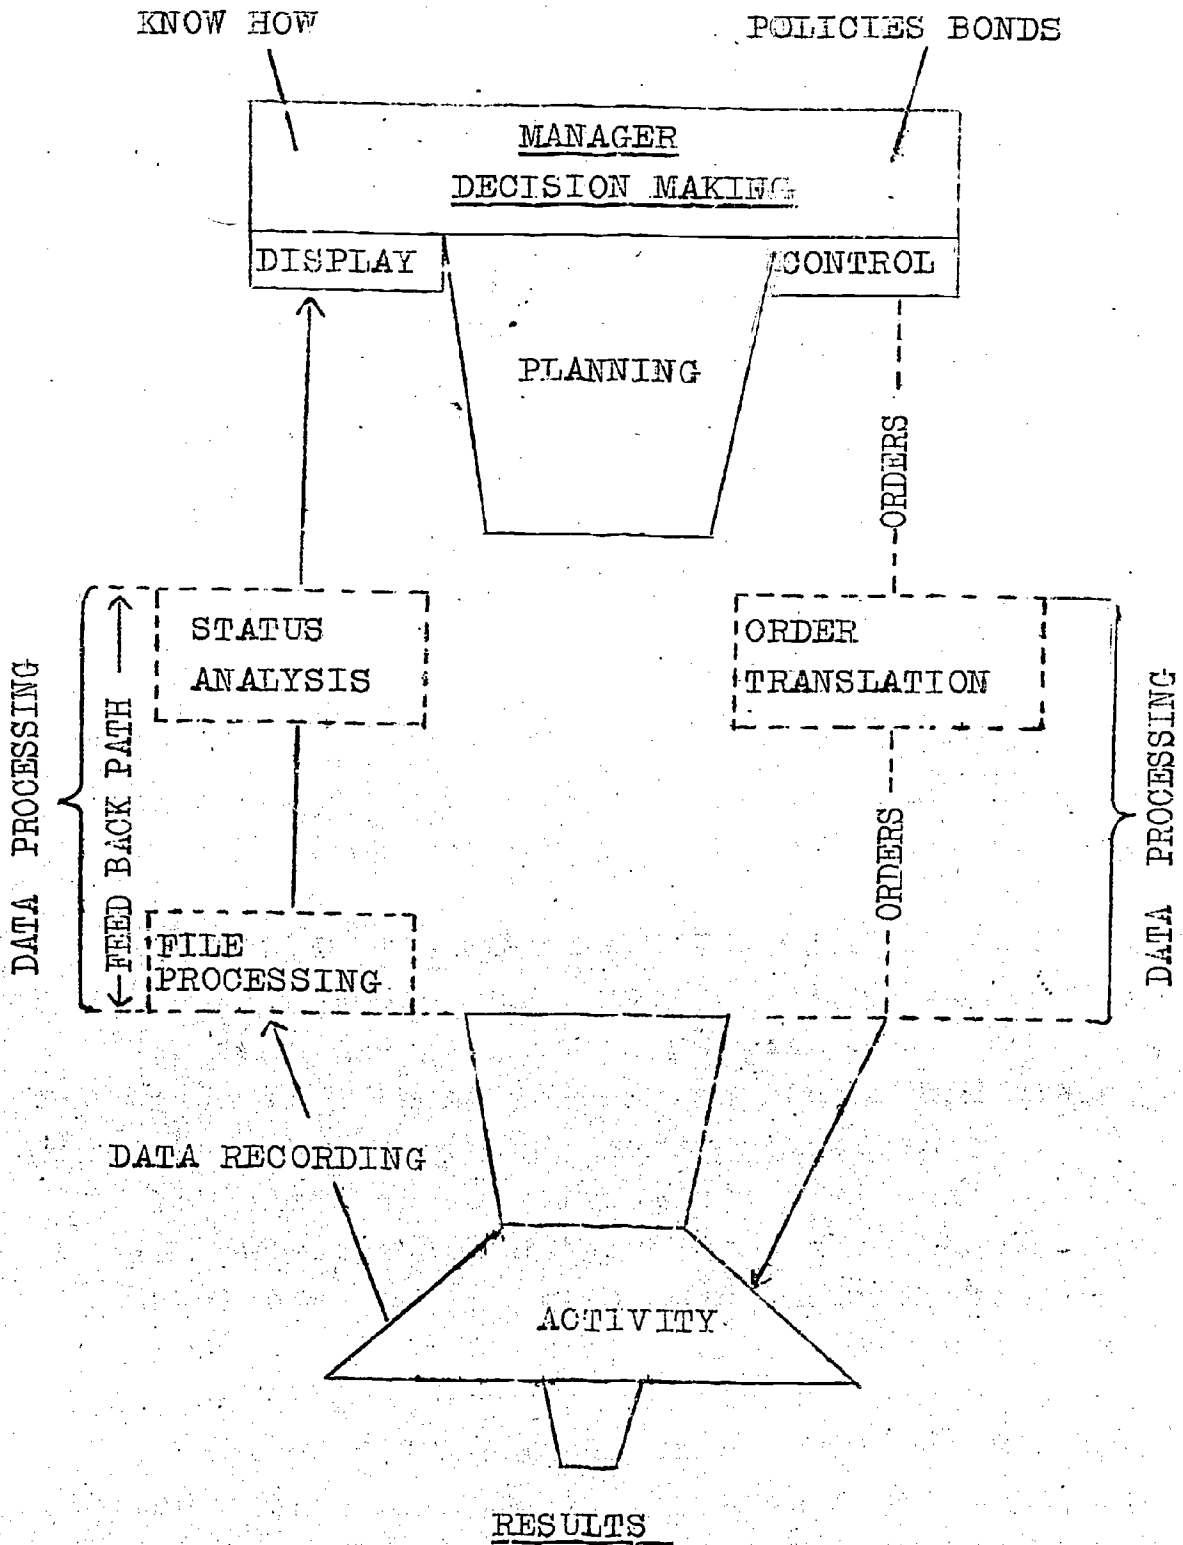 KNOW HOW
POLICIES BONDS
MANAGER
DECISION MAKING
DISPLAY
CONTROL
PLANNING
ORDERS
STATUS
ANALYSIS
ORDER
TRANSLATION
DATA PROCESSING
FEED BACK PATH
ORDERS
DATA PROCESSING
FILE
PROCESSING
DATA RECORDING
ACTIVITY
RESULTS